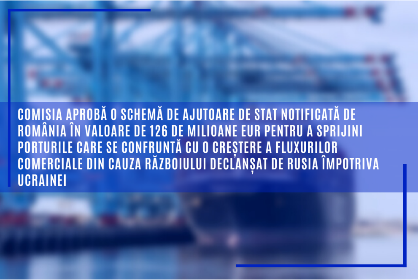 COMISIA APROBĂ O SCHEMĂ DE AJUTOARE DE STAT NOTIFICATĂ DE
ROMÂNIA ÎN VALOARE DE 126 DE MILIOANE EUR PENTRU A SPRIJINI
PORTURILE CARE SE CONFRUNTĂ CU O CREȘTERE A FLUXURILOR
COMERCIALE DIN CAUZA RĂZBOIULUI DECLANȘAT DE RUSIA ÎMPOTRIVA
UCRAINEI